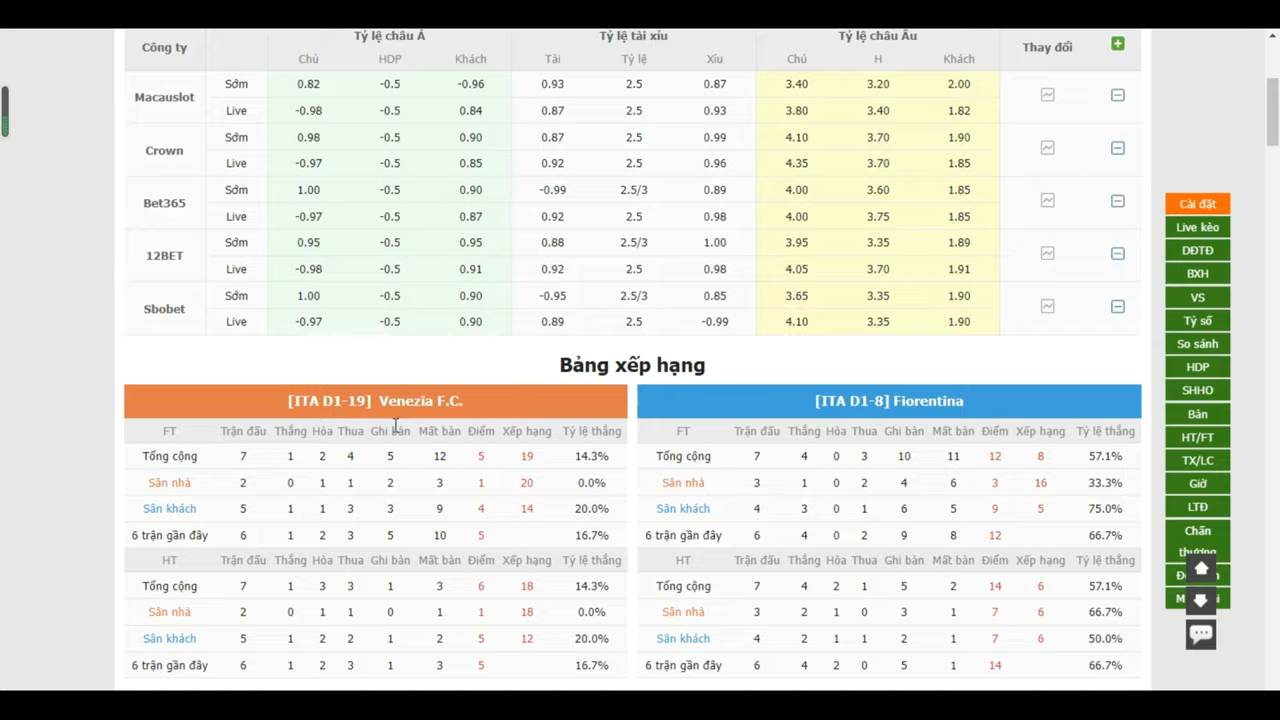 Công ty Tỷ lệ châu Á Tỷ lệ tài xỉu Tỷ lệ châu Âu Thay đổi
Chủ HDP Khách Tài Tỷ lệ Xỉu Chủ H Khách
Macauslot Sớm 0.82 -0.5 -0.96 0.93 2.5 0.87 3.40 3.20 2.00
Live -0.98 -0.5 0.84 0.87 2.5 0.93 3.80 3.40 1.82
Crown Sớm 0.98 -0.5 0.90 0.87 2.5 0.99 4.10 3.70 1.90
Live -0.97 -0.5 0.85 0.92 2.5 0.96 4.35 3.70 1.85
Bet365 Sớm 1.00 -0.5 0.90 -0.99 2.5/3 0.89 4.00 3.60 1.85
Live -0.97 -0.5 0.87 0.92 2.5 0.98 4.00 3.75 1.85
12BET Sớm 0.95 -0.5 0.95 0.88 2.5/3 1.00 3.95 3.35 1.89
Live -0.98 -0.5 0.91 0.92 2.5 0.98 4.05 3.70 1.91
Sbobet Sớm 1.00 -0.5 0.90 -0.95 2.5/3 0.85 3.65 3.35 1.90
Live -0.97 -0.5 0.90 0.89 2.5 -0.99 4.10 3.35 1.90
Bảng xếp hạng
[ITA D1-19] Venezia F.C.
FT Trận đấu Thắng Hòa Thua Ghi bàn Mất bàn Điểm Xếp hạng Tỷ lệ thắng
Tổng cộng 7 1 2 4 5 12 5 19 14.3%
Sân nhà 2 0 1 1 2 3 1 20 0.0%
Sân khách 5 1 1 3 3 9 4 14 20.0%
6 trận gần đây 6 1 2 3 5 10 5 16.7%
HT Trận đấu Thắng Hòa Thua Ghi bàn Mất bàn Điểm Xếp hạng Tỷ lệ thắng
Tổng cộng 7 1 3 3 1 3 6 18 14.3%
Sân nhà 2 0 1 1 0 1 1 18 0.0%
Sân khách 5 1 2 2 1 2 5 12 20.0%
6 trận gần đây 6 1 2 3 1 3 5 16.7%
[ITA D1-8] Fiorentina
FT Trận đấu Thắng Hòa Thua Ghi bàn Mất bàn Điểm Xếp hạng Tỷ lệ thắng
Tổng cộng 7 4 0 3 10 11 12 8 57.1%
Sân nhà 3 1 0 2 4 6 3 16 33.3%
Sân khách 4 3 0 1 6 5 9 5 75.0%
6 trận gần đây 6 4 0 2 9 8 12 66.7%
HT Trận đấu Thắng Hòa Thua Ghi bàn Mất bàn Điểm Xếp hạng Tỷ lệ thắng
Tổng cộng 7 4 2 1 5 2 14 6 57.1%
Sân nhà 3 2 1 0 3 1 7 6 66.7%
Sân khách 4 2 1 1 2 1 7 6 50.0%
6 trận gần đây 6 4 2 0 5 1 14 66.7%
Cài đặt
Live kèo
DĐTĐ
BXH
VS
Tỷ số
So sánh
HDP
SHHO
Bàn
HT/FT
TX/LC
Giờ
LTĐ
Chấn
thương